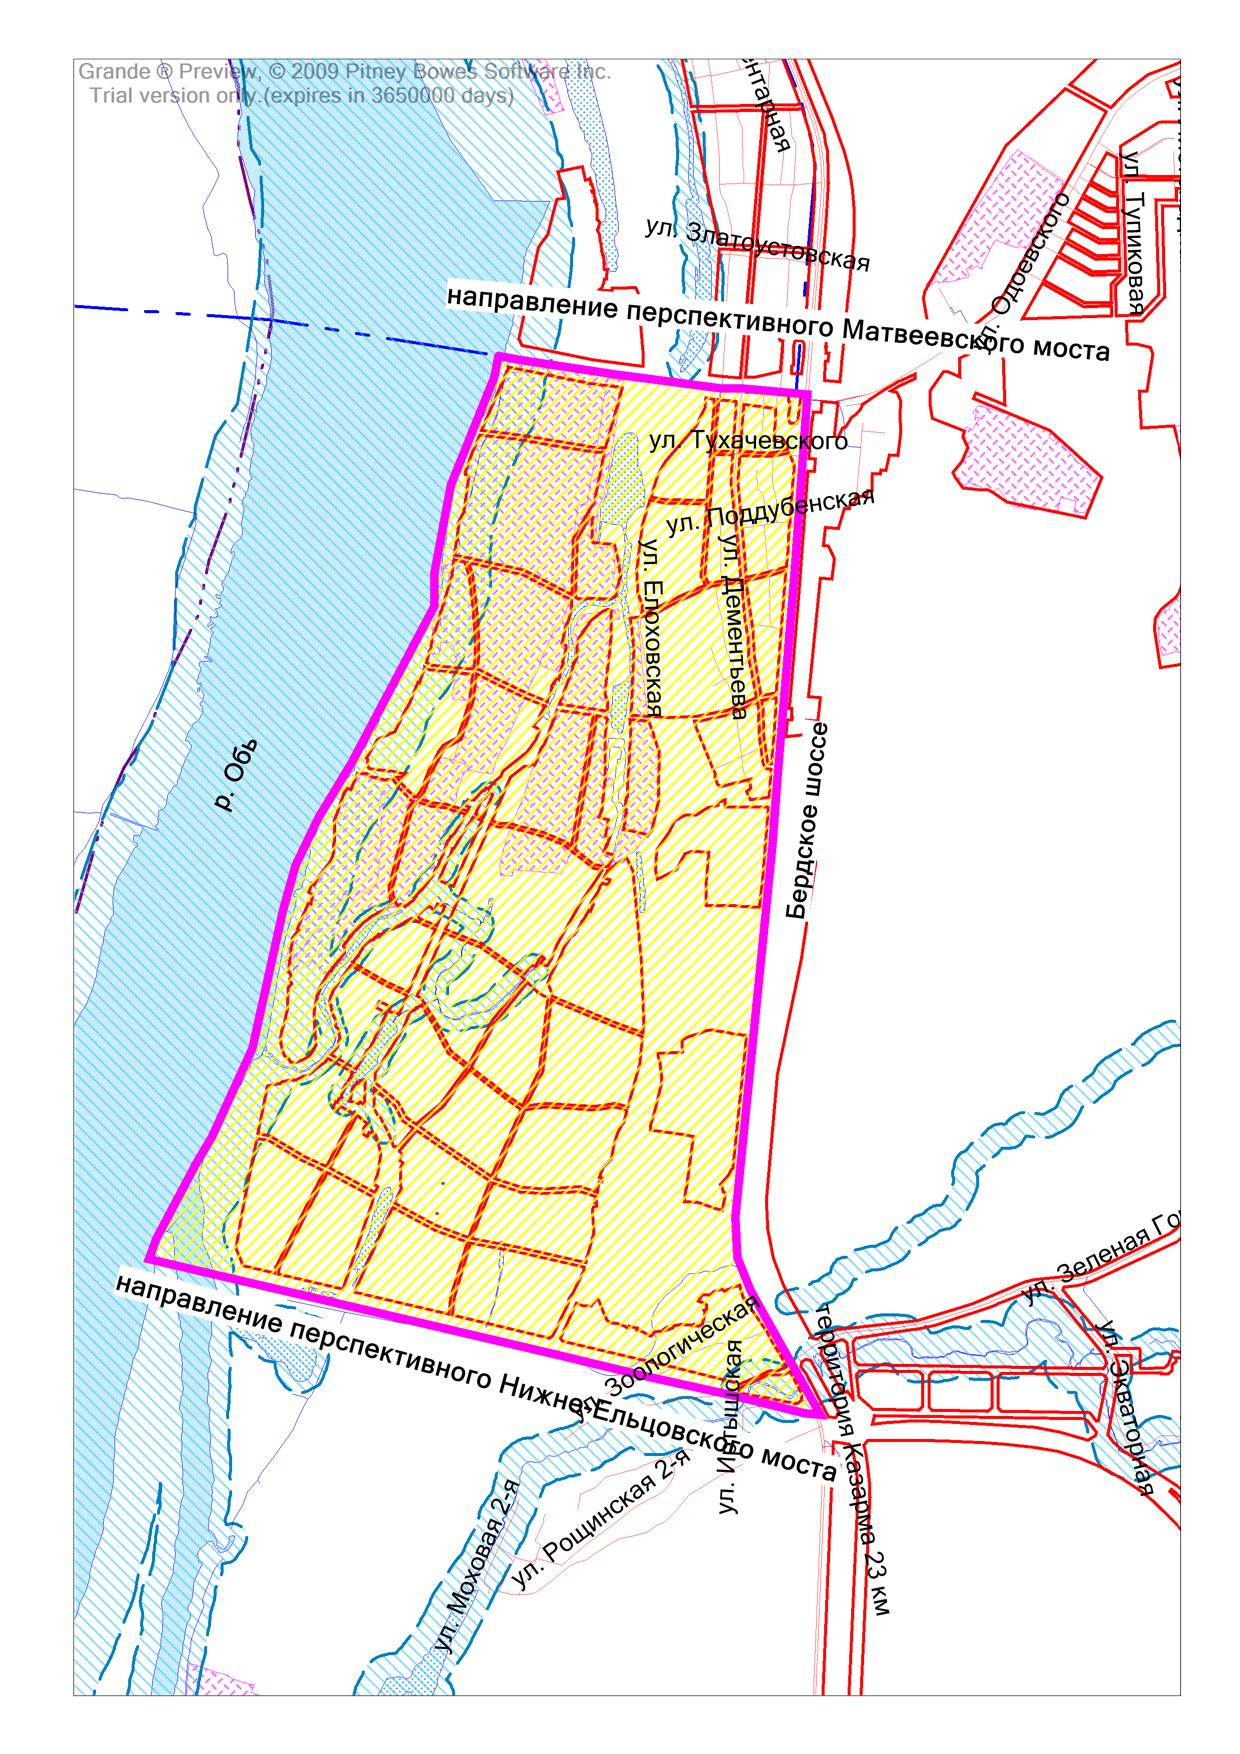 Grande ® Preview, © 2009 Pitney Bowes Software Inc.
Trial version only.(expires in 3650000 days)
ул. Златоустовская
ул. Тупиковая
ул. Одоевского
направление перспективного Матвеевского моста
ул. Тухачевского
ул. Поддубенская
ул. Елоховская
ул. Дементьева
р. Обь
Бердское шоссе
ул. Зеленая Го
направление перспективного Нижне-Ельцовского моста
ул. Зоологическая
ул. Иртышская
территория Казарма 23 км
ул. Экваторная
ул. Рощинская 2-я
ул. Моховая 2-я